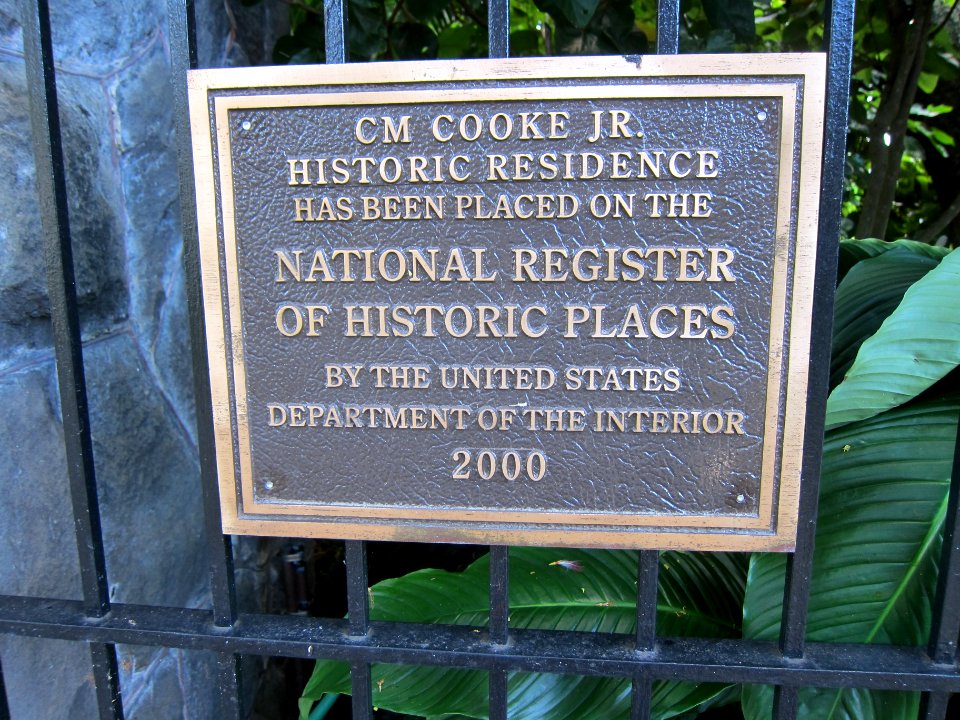 CM COOKE JR.
HISTORIC RESIDENCE
HAS BEEN PLACED ON THE
NATIONAL REGISTER
OF HISTORIC PLACES
BY THE UNITED STATES
DEPARTMENT OF THE INTERIOR
2000